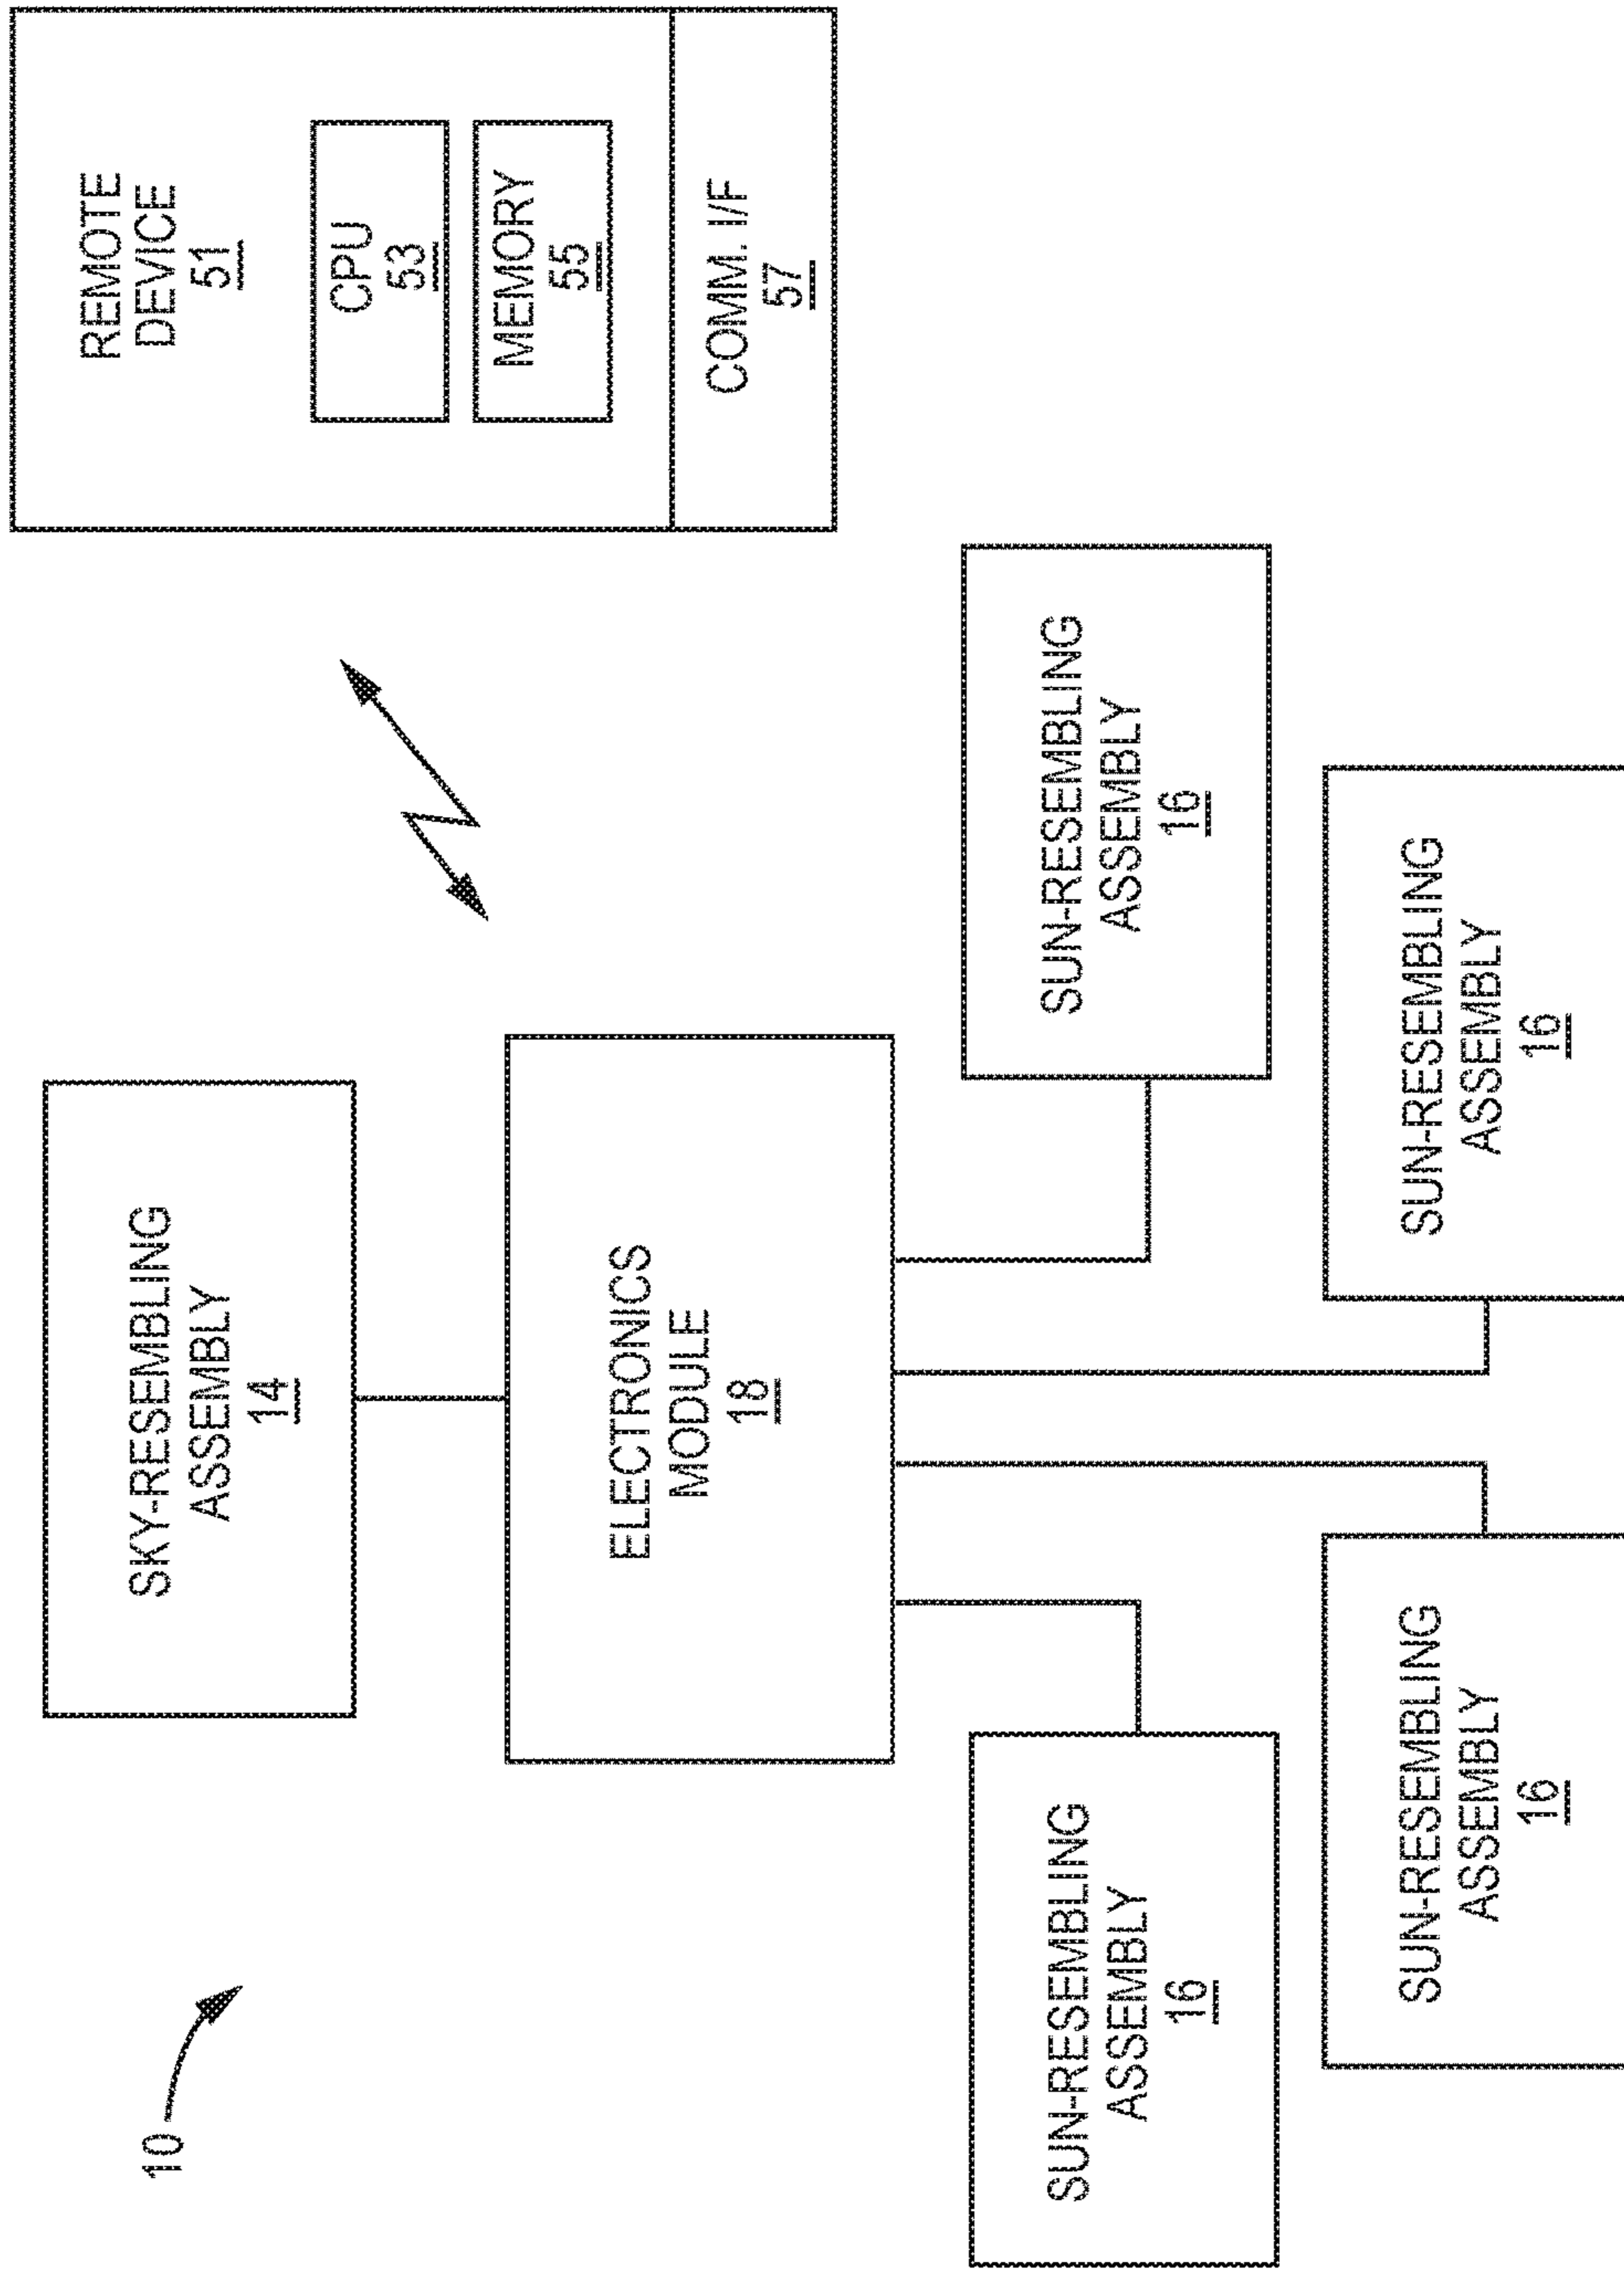 10
SKY-RESEMBLING
ASSEMBLY
14
REMOTE
DEVICE
51
CPU
53
MEMORY
55
COMM. I/F
57
ELECTRONICS
MODULE
18
SUN-RESEMBLING
ASSEMBLY
16
SUN-RESEMBLING
ASSEMBLY
16
SUN-RESEMBLING
ASSEMBLY
16
SUN-RESEMBLING
ASSEMBLY
16